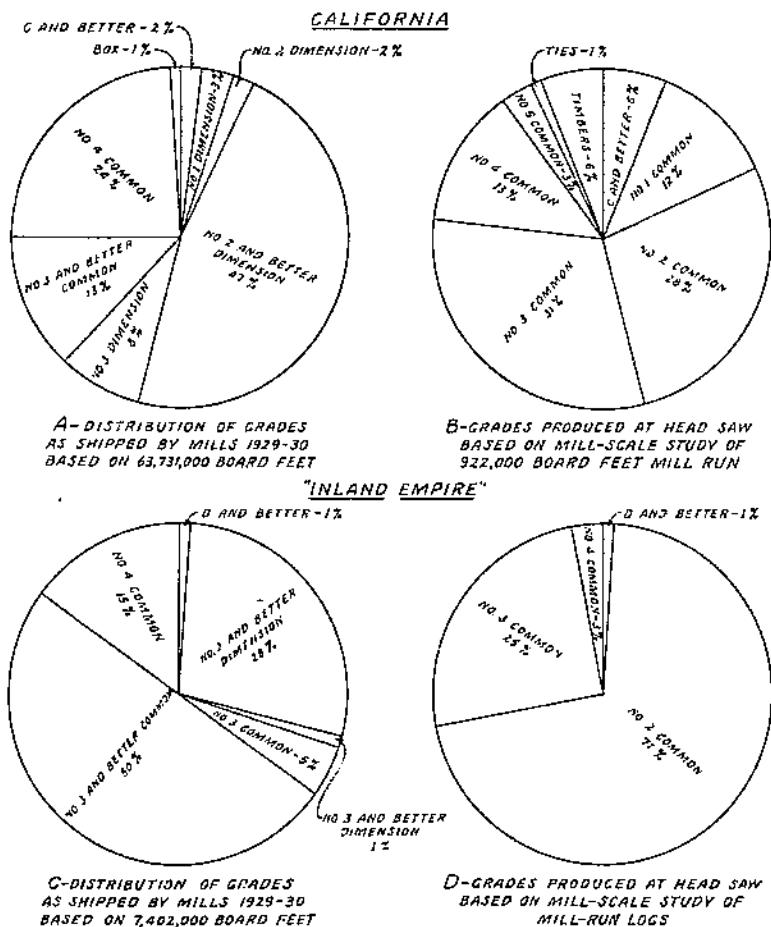 CALIFORNIA
C AND BETTER-2%
BOX-1%
NO. 2 DIMENSION-2%
NO 1 DIMENSION-3%
NO 4 COMMON
24%
NO 2 AND BETTER
DIMENSION
47%
NO 3 AND BETTER
COMMON
13%
NO 3 DIMENSION
8%
A-DISTRIBUTION OF GRADES
AS SHIPPED BY MILLS 1929-30
BASED ON 63,731,000 BOARD FEET
TIES-1%
TIMBERS-6%
C AND BETTER-6%
NO 5 COMMON-3%
NO 4 COMMON
13%
NO 1 COMMON
12%
NO 2 COMMON
28%
NO 3 COMMON
31%
B-GRADES PRODUCED AT HEAD SAW
BASED ON MILL-SCALE STUDY OF
922,000 BOARD FEET MILL RUN
"INLAND EMPIRE"
D AND BETTER-1%
NO 4 COMMON
15%
AND BETTER
DIMENSION
28%
NO 3 COMMON-5%
NO 3 AND BETTER COMMON
50%
NO 3 AND BETTER
DIMENSION
1%
C-DISTRIBUTION OF GRADES
AS SHIPPED BY MILLS 1929-30
BASED ON 7,402,000 BOARD FEET
D AND BETTER-1%
NO 4 COMMON-3%
NO 3 COMMON
25%
NO 2 COMMON
71%
D-GRADES PRODUCED AT HEAD SAW
BASED ON MILL-SCALE STUDY OF
MILL-RUN LOGS